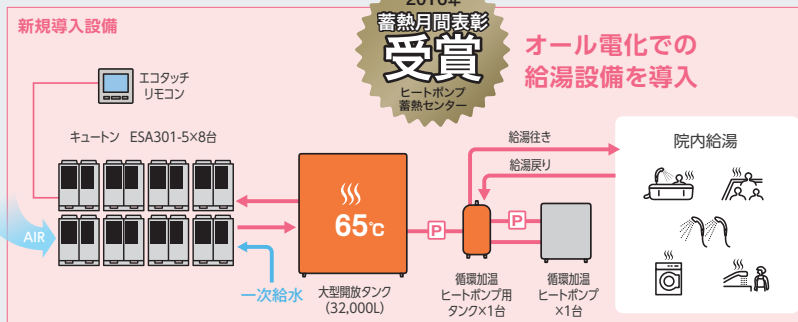 新規導入設備
2016年
蓄熱月間表彰
受賞
ヒートポンプ
蓄熱センター
オール電化での
給湯設備を導入
エコタッチ
リモコン
キュートン ESA301-5×8台
AIR
一次給水
65℃
大型開放タンク
(32,000L)
P
循環加温
ヒートポンプ用
タンク×1台
P
循環加温
ヒートポンプ
×1台
給湯往き
給湯戻り
院内給湯